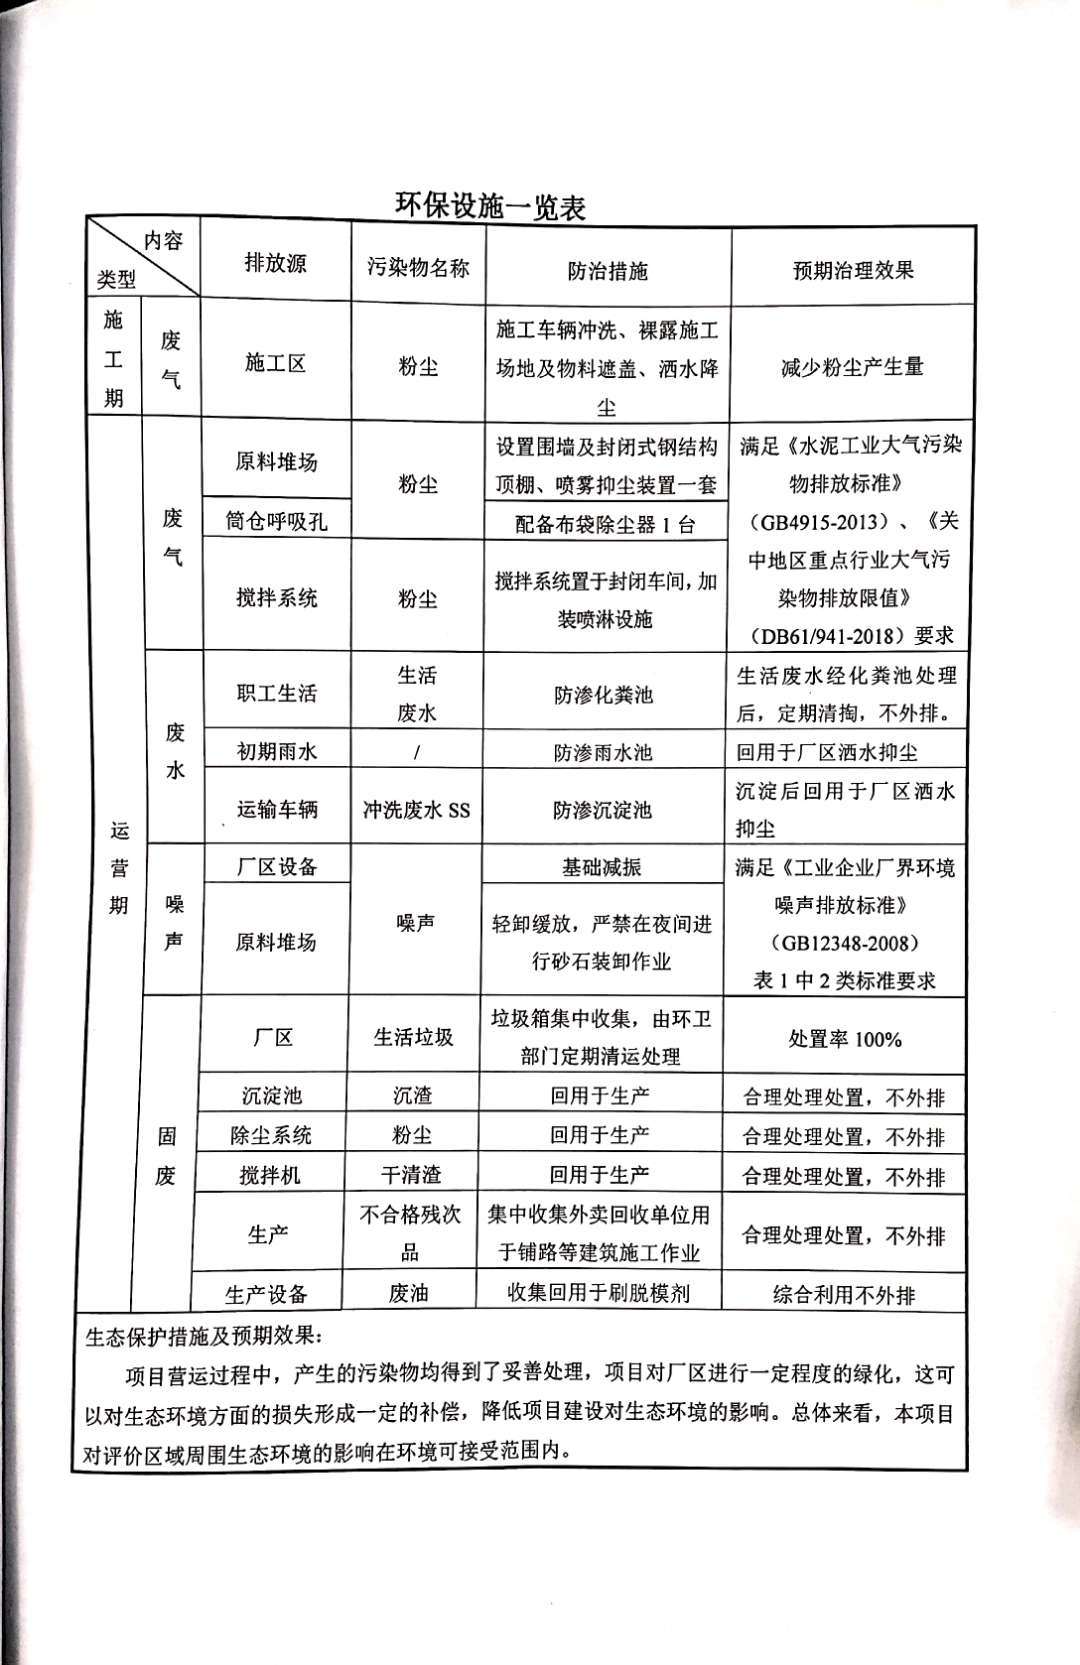 环保设施一览表
内容
类型
排放源
污染物名称
防治措施
预期治理效果
施
工
期
废
气
施工区
粉尘
施工车辆冲洗、裸露施工
场地及物料遮盖、洒水降
尘
减少粉尘产生量
运
营
期
废
气
原料堆场
粉尘
设置围墙及封闭式钢结构
顶棚、喷雾抑尘装置一套
筒仓呼吸孔
配备布袋除尘器 1 台
搅拌系统
粉尘
搅拌系统置于封闭车间，加
装喷淋设施
满足《水泥工业大气污染
物排放标准》
（GB4915-2013）、《关
中地区重点行业大气污
染物排放限值》
（DB61/941-2018）要求
废
水
职工生活
生活
废水
防渗化粪池
生活废水经化粪池处理
后，定期清掏，不外排。
初期雨水
/
防渗雨水池
回用于厂区洒水抑尘
运输车辆
冲洗废水 SS
防渗沉淀池
沉淀后回用于厂区洒水
抑尘
噪
声
厂区设备
噪声
基础减振
原料堆场
轻卸缓放，严禁在夜间进
行砂石装卸作业
满足《工业企业厂界环境
噪声排放标准》
（GB12348-2008）
表 1 中 2 类标准要求
固
废
厂区
生活垃圾
垃圾箱集中收集，由环卫
部门定期清运处理
处置率 100%
沉淀池
沉渣
回用于生产
合理处理处置，不外排
除尘系统
粉尘
回用于生产
合理处理处置，不外排
搅拌机
干清渣
回用于生产
合理处理处置，不外排
生产
不合格残次
品
集中收集外卖回收单位用
于铺路等建筑施工作业
合理处理处置，不外排
生产设备
废油
收集回用于刷脱模剂
综合利用不外排
生态保护措施及预期效果：
项目营运过程中，产生的污染物均得到了妥善处理，项目对厂区进行一定程度的绿化，这可
以对生态环境方面的损失形成一定的补偿，降低项目建设对生态环境的影响。总体来看，本项目
对评价区域周围生态环境的影响在环境可接受范围内。